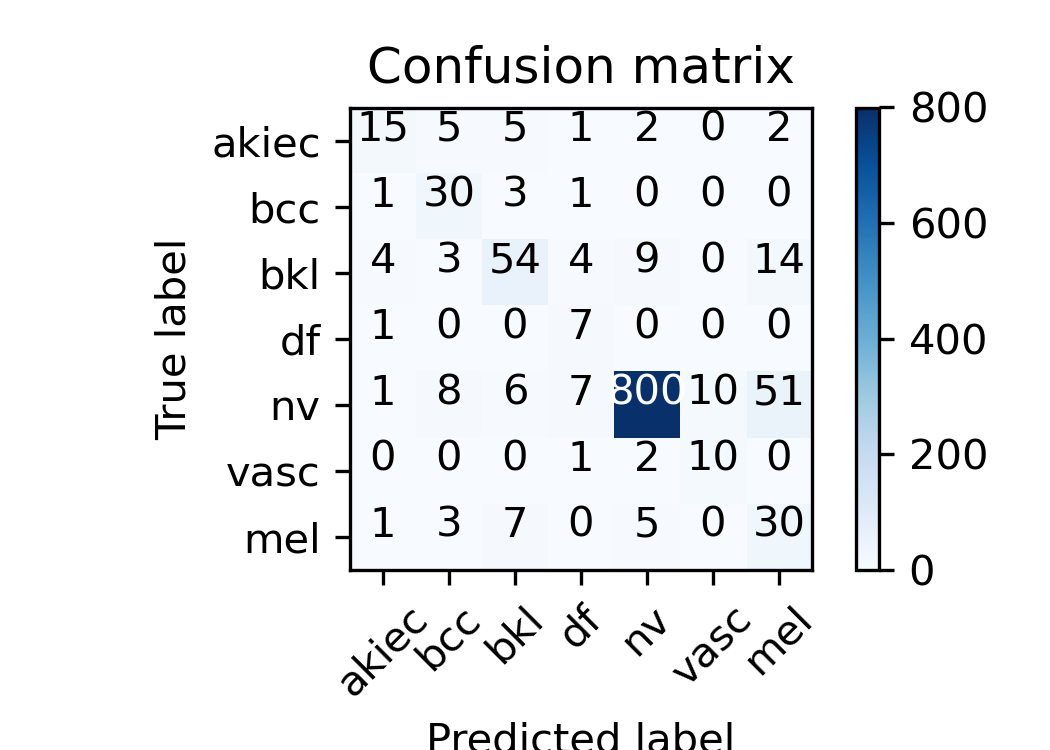 Confusion matrix
akiec 15 5 5 1 2 0 2
bcc 1 30 3 1 0 0 0
bkl 4 3 54 4 9 0 14
df 1 0 0 7 0 0 0
nv 1 8 6 7 800 10 51
vasc 0 0 0 1 2 10 0
mel 1 3 7 0 5 0 30
True label
akiec bcc bkl df nv vasc mel
Predicted label
800
600
400
200
0